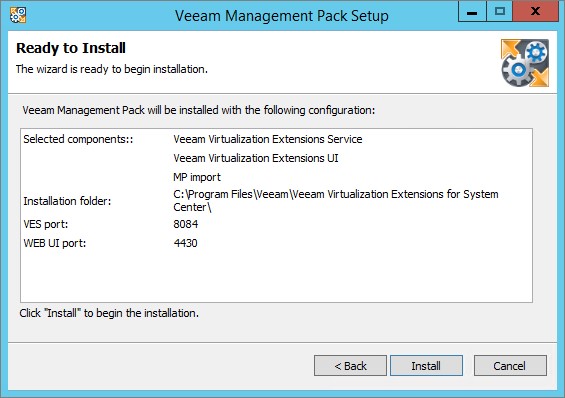 Veeam Management Pack Setup
Ready to Install
The wizard is ready to begin installation.
Veeam Management Pack will be installed with the following configuration:
Selected components:: Veeam Virtualization Extensions Service
Veeam Virtualization Extensions UI
MP import
Installation folder: C:\Program Files\Veeam\Veeam Virtualization Extensions for System
Center\
VES port: 8084
WEB UI port: 4430
Click "Install" to begin the installation.
< Back Install Cancel